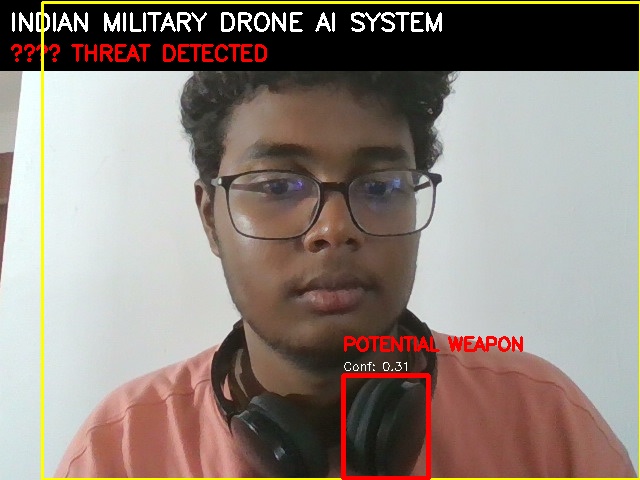 INDIAN MILITARY DRONE AI SYSTEM
???? THREAT DETECTED
POTENTIAL WEAPON
Conf: 0.31